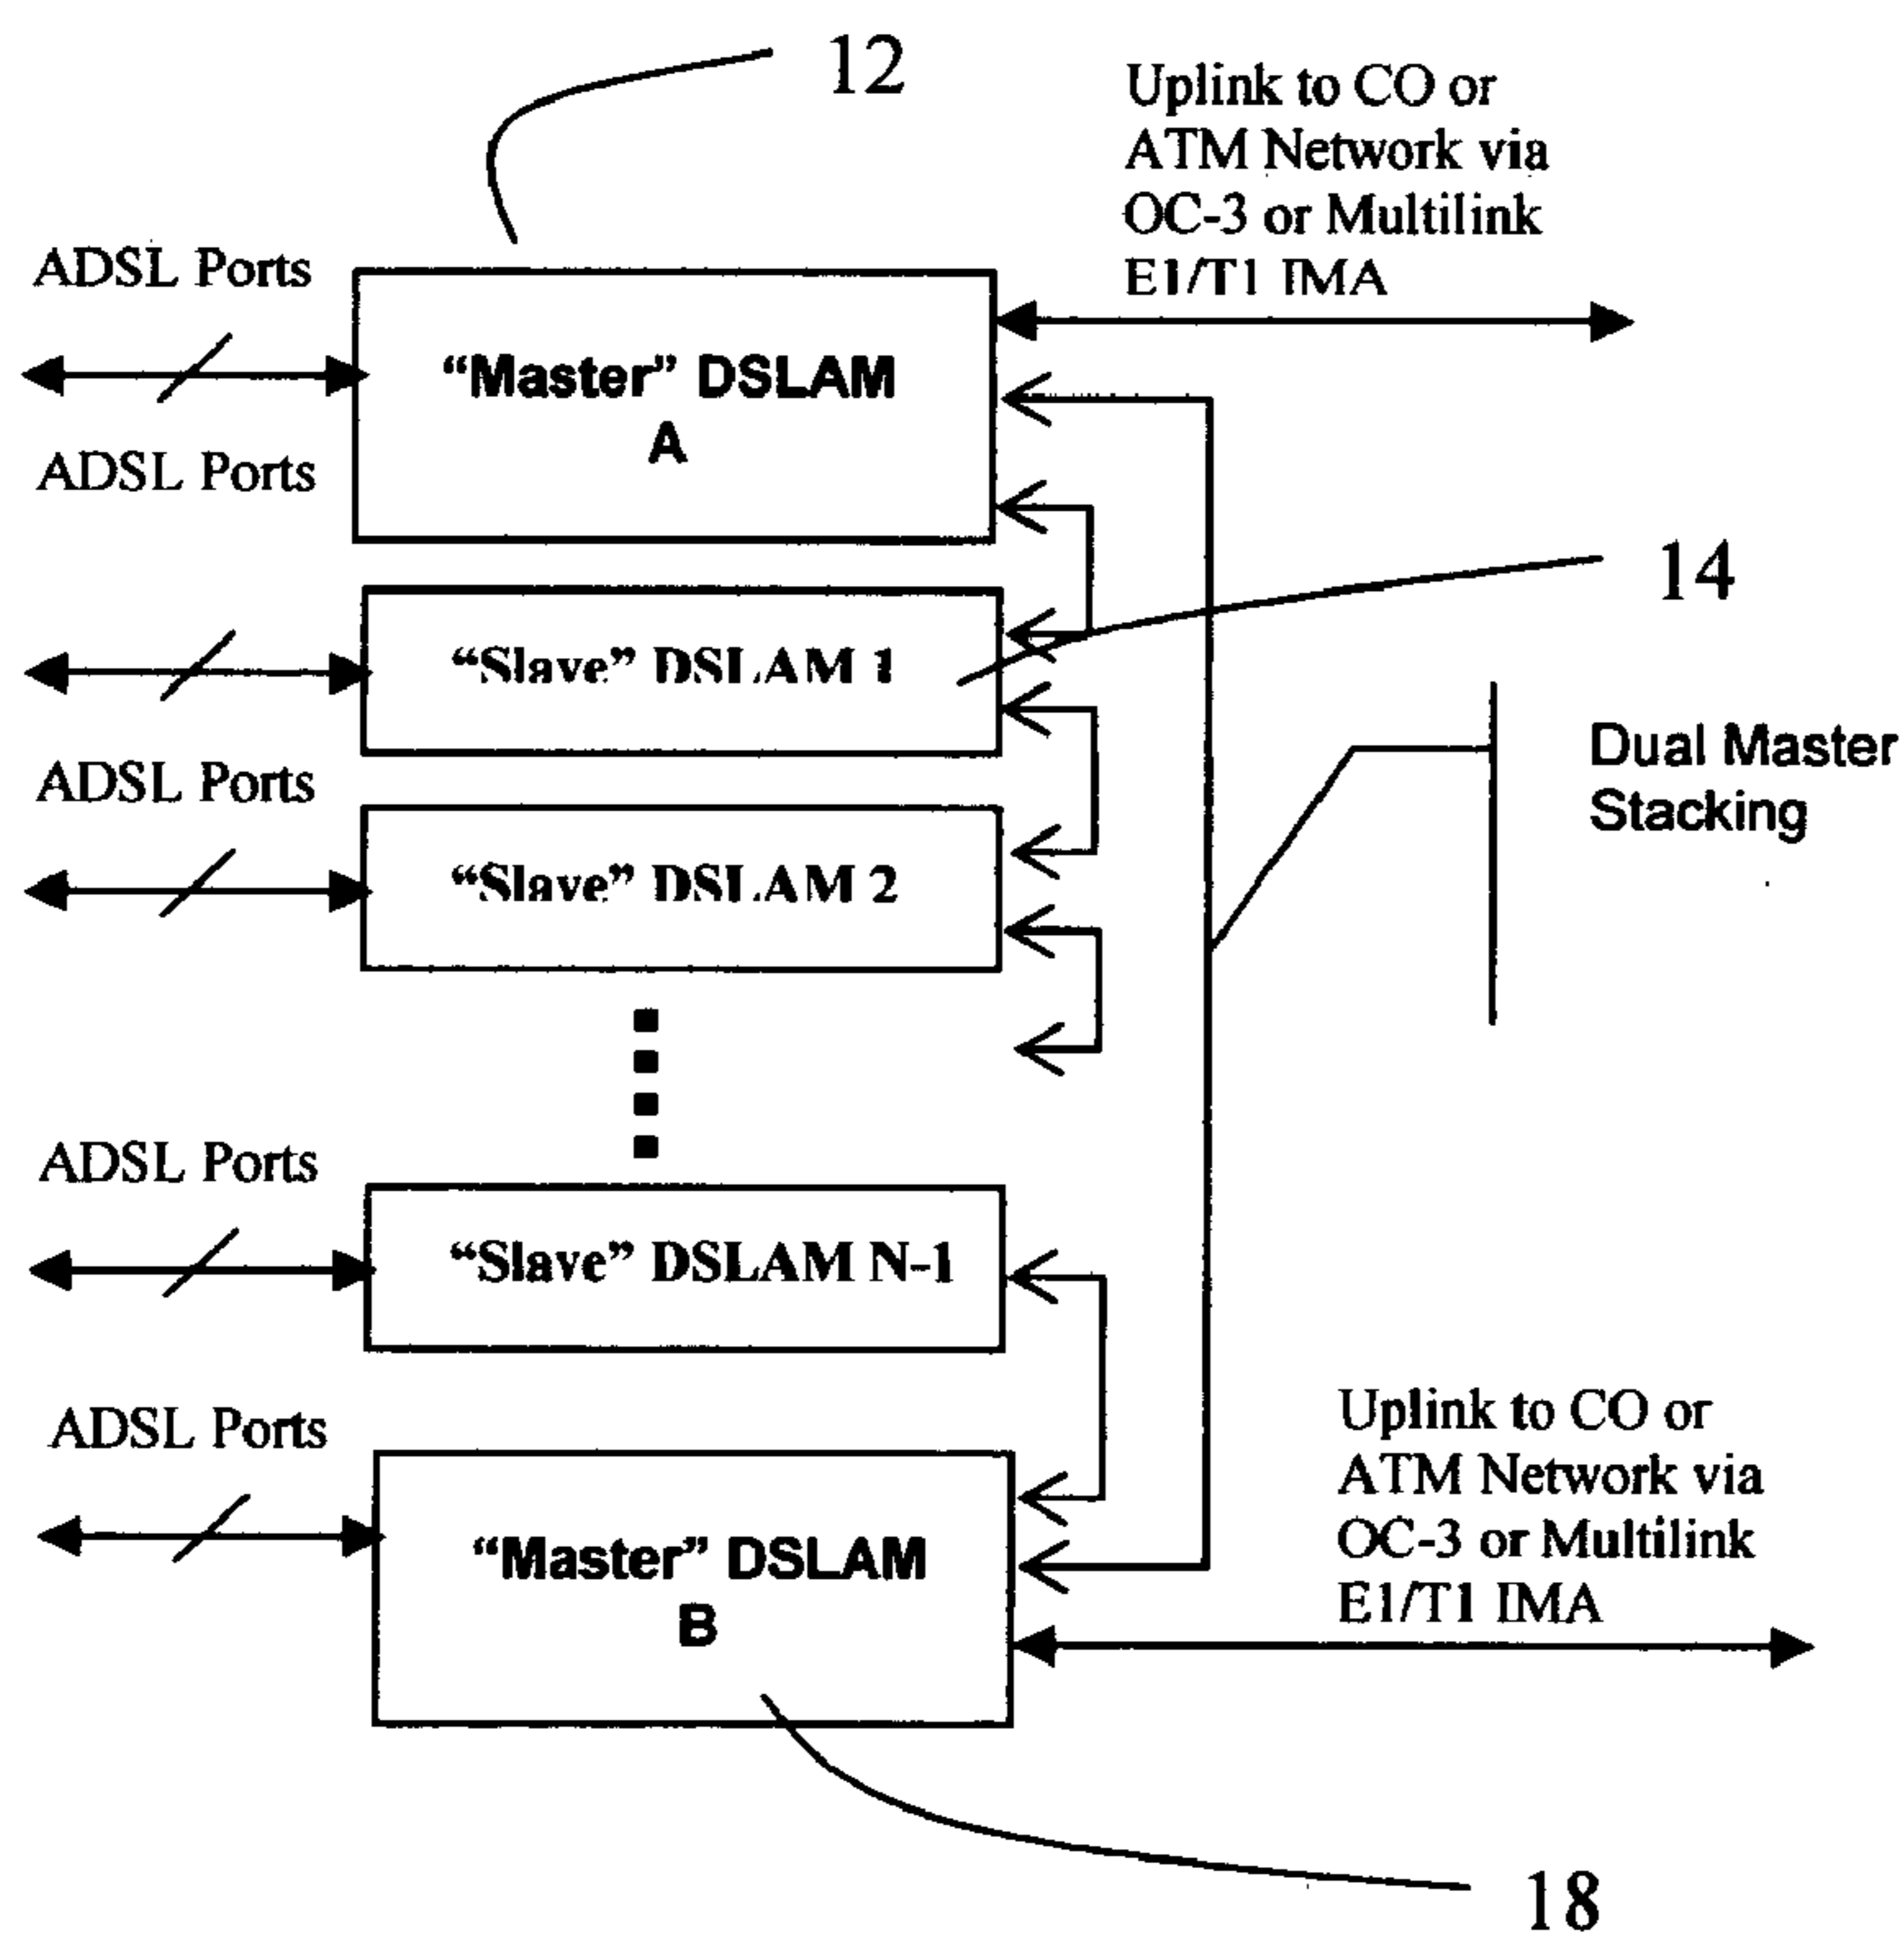 12
Uplink to CO or
ATM Network via
OC-3 or Multilink
E1/T1 IMA
ADSL Ports
“Master” DSLAM
A
ADSL Ports
14
“Slave” DSLAM 1
Dual Master
Stacking
ADSL Ports
“Slave” DSLAM 2
ADSL Ports
“Slave” DSLAM N-1
ADSL Ports
Uplink to CO or
ATM Network via
OC-3 or Multilink
E1/T1 IMA
“Master” DSLAM
B
18